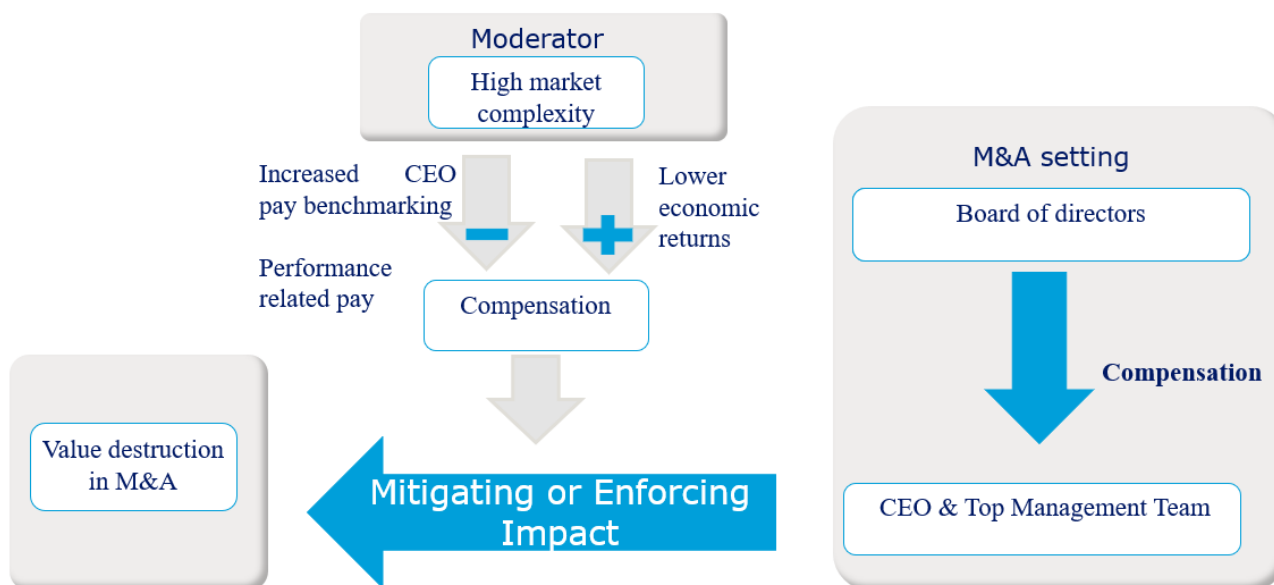 Moderator
High market
complexity
Increased CEO
pay benchmarking
Performance
related pay
Lower
economic
returns
Compensation
M&A setting
Board of directors
Compensation
CEO & Top Management Team
Value destruction
in M&A
Mitigating or Enforcing
Impact